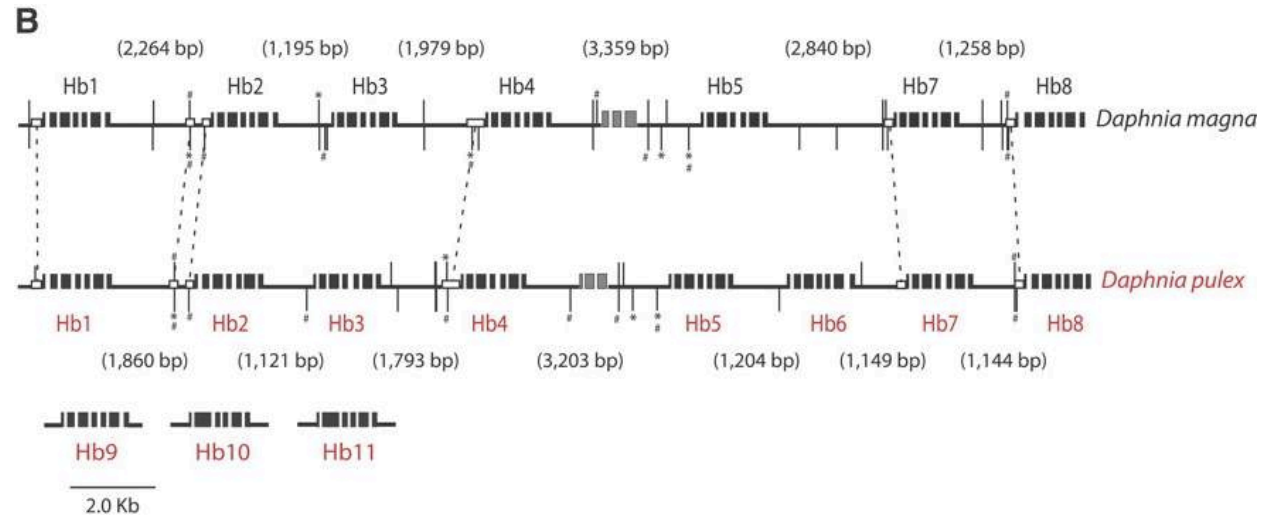 B
(2,264 bp) (1,195 bp) (1,979 bp) (3,359 bp) (2,840 bp) (1,258 bp)
Hb1 Hb2 Hb3 Hb4 Hb5 Hb7 Hb8
# * # #
Daphnia magna
* # # * # * * #
# # #
# * #
Daphnia pulex
* # # # # # * * #
# #
Hb1 Hb2 Hb3 Hb4 Hb5 Hb6 Hb7 Hb8
(1,860 bp) (1,121 bp) (1,793 bp) (3,203 bp) (1,204 bp) (1,149 bp) (1,144 bp)
Hb9 Hb10 Hb11
2.0 Kb